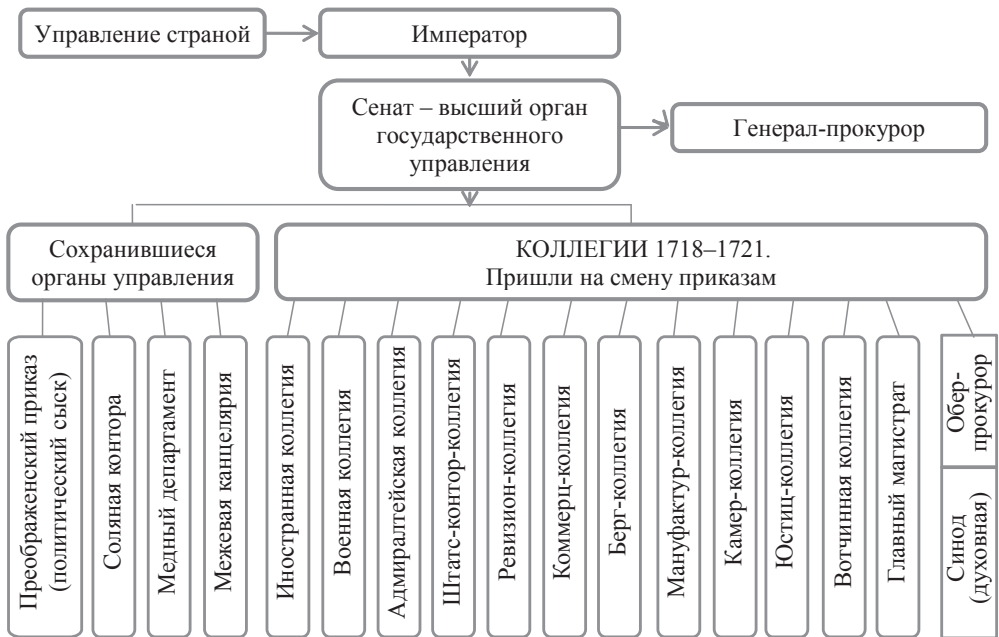 Управление страной
Император
Сенат – высший орган
государственного
управления
Генерал-прокурор
Сохранившиеся
органы управления
КОЛЛЕГИИ 1718–1721.
Пришли на смену приказам
Преображенский приказ
(политический сыск)
Соляная контора
Медный департамент
Межевая канцелярия
Иностранная коллегия
Военная коллегия
Адмиралтейская коллегия
Штатс-контор-коллегия
Ревизион-коллегия
Коммерц-коллегия
Берг-коллегия
Мануфактур-коллегия
Камер-коллегия
Юстиц-коллегия
Вотчинная коллегия
Главный магистрат
Обер-
прокурор
Синод
(духовная)